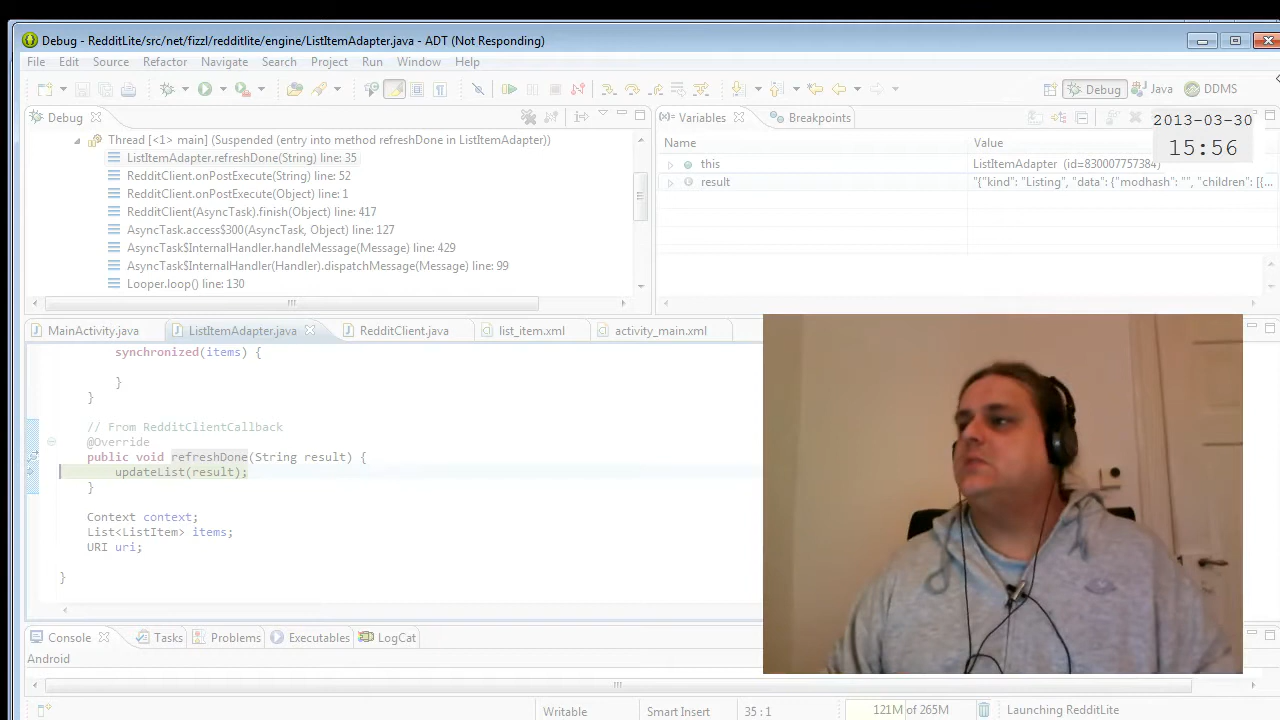 Debug - RedditLite/src/net/fizzl/redditlite/engine/ListItemAdapter.java - ADT (Not Responding)
File Edit Source Refactor Navigate Search Project Run Window Help
Debug Java DDMS
Debug
Variables Breakpoints
2013-03-30
15:56
Thread [<1> main] (Suspended (entry into method refreshDone in ListItemAdapter))
ListItemAdapter.refreshDone(String) line: 35
RedditClient.onPostExecute(String) line: 52
RedditClient.onPostExecute(Object) line: 1
RedditClient(AsyncTask).finish(Object) line: 417
AsyncTask.access$300(AsyncTask, Object) line: 127
AsyncTask$InternalHandler.handleMessage(Message) line: 429
AsyncTask$InternalHandler(Handler).dispatchMessage(Message) line: 99
Looper.loop() line: 130
Name Value
this ListItemAdapter (id=830007757384)
result "{"kind": "Listing", "data": {"modhash": "", "children": [{...
MainActivity.java ListItemAdapter.java RedditClient.java list_item.xml activity_main.xml
synchronized(items) {
}
}
// From RedditClientCallback
@Override
public void refreshDone(String result) {
updateList(result);
}
Context context;
List<ListItem> items;
URI uri;
}
Console Tasks Problems Executables LogCat
Android
Writable Smart Insert 35 : 1 121M of 265M Launching RedditLite